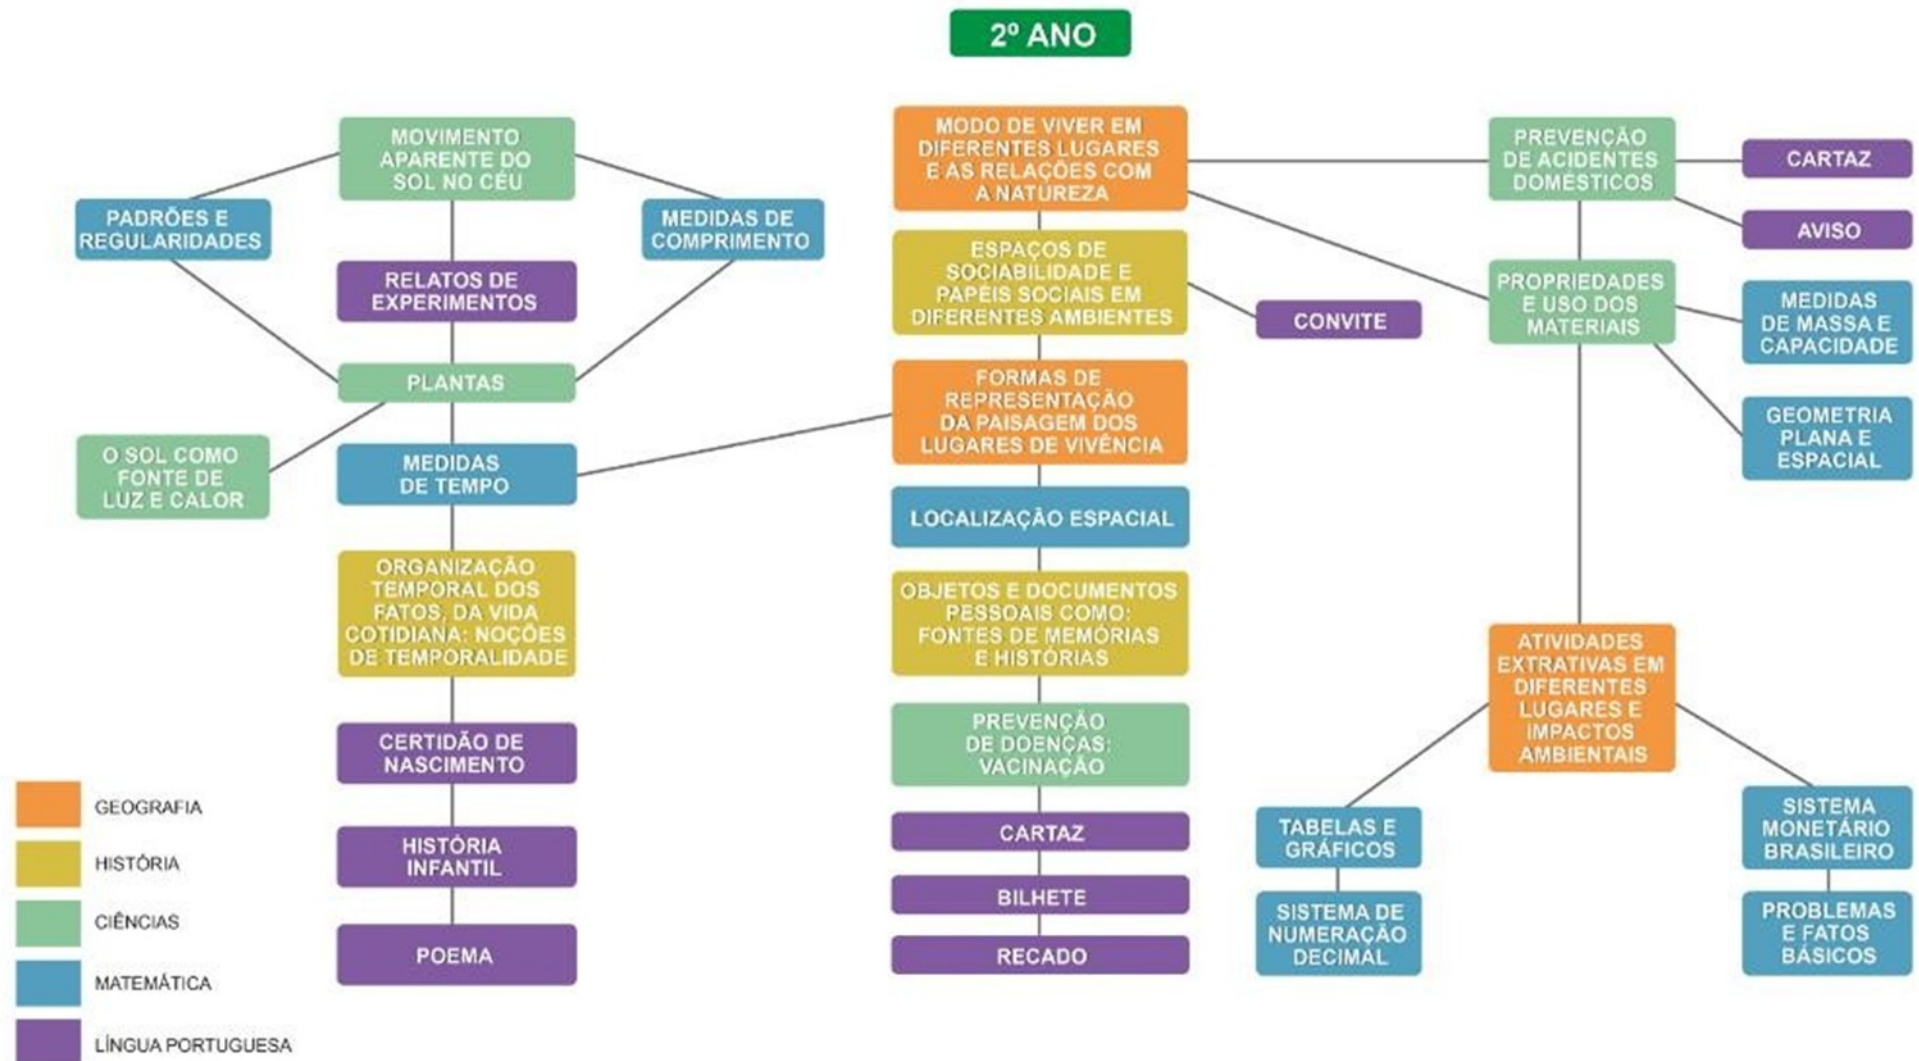 2º ANO
MOVIMENTO
APARENTE DO
SOL NO CÉU
PADRÕES E
REGULARIDADES
MEDIDAS DE
COMPRIMENTO
RELATOS DE
EXPERIMENTOS
PLANTAS
O SOL COMO
FONTE DE
LUZ E CALOR
MEDIDAS
DE TEMPO
ORGANIZAÇÃO
TEMPORAL DOS
FATOS, DA VIDA
COTIDIANA: NOÇÕES
DE TEMPORALIDADE
CERTIDÃO DE
NASCIMENTO
HISTÓRIA
INFANTIL
POEMA
MODO DE VIVER EM
DIFERENTES LUGARES
E AS RELAÇÕES COM
A NATUREZA
ESPAÇOS DE
SOCIABILIDADE E
PAPÉIS SOCIAIS EM
DIFERENTES AMBIENTES
CONVITE
FORMAS DE
REPRESENTAÇÃO
DA PAISAGEM DOS
LUGARES DE VIVÊNCIA
LOCALIZAÇÃO ESPACIAL
OBJETOS E DOCUMENTOS
PESSOAIS COMO:
FONTES DE MEMÓRIAS
E HISTÓRIAS
PREVENÇÃO
DE DOENÇAS:
VACINAÇÃO
CARTAZ
BILHETE
RECADO
PREVENÇÃO
DE ACIDENTES
DOMÉSTICOS
CARTAZ
AVISO
PROPRIEDADES
E USO DOS
MATERIAIS
MEDIDAS
DE MASSA E
CAPACIDADE
GEOMETRIA
PLANA E
ESPACIAL
ATIVIDADES
EXTRATIVAS EM
DIFERENTES
LUGARES E
IMPACTOS
AMBIENTAIS
TABELAS E
GRÁFICOS
SISTEMA DE
NUMERAÇÃO
DECIMAL
SISTEMA
MONETÁRIO
BRASILEIRO
PROBLEMAS
E FATOS
BÁSICOS
GEOGRAFIA
HISTÓRIA
CIÊNCIAS
MATEMÁTICA
LÍNGUA PORTUGUESA